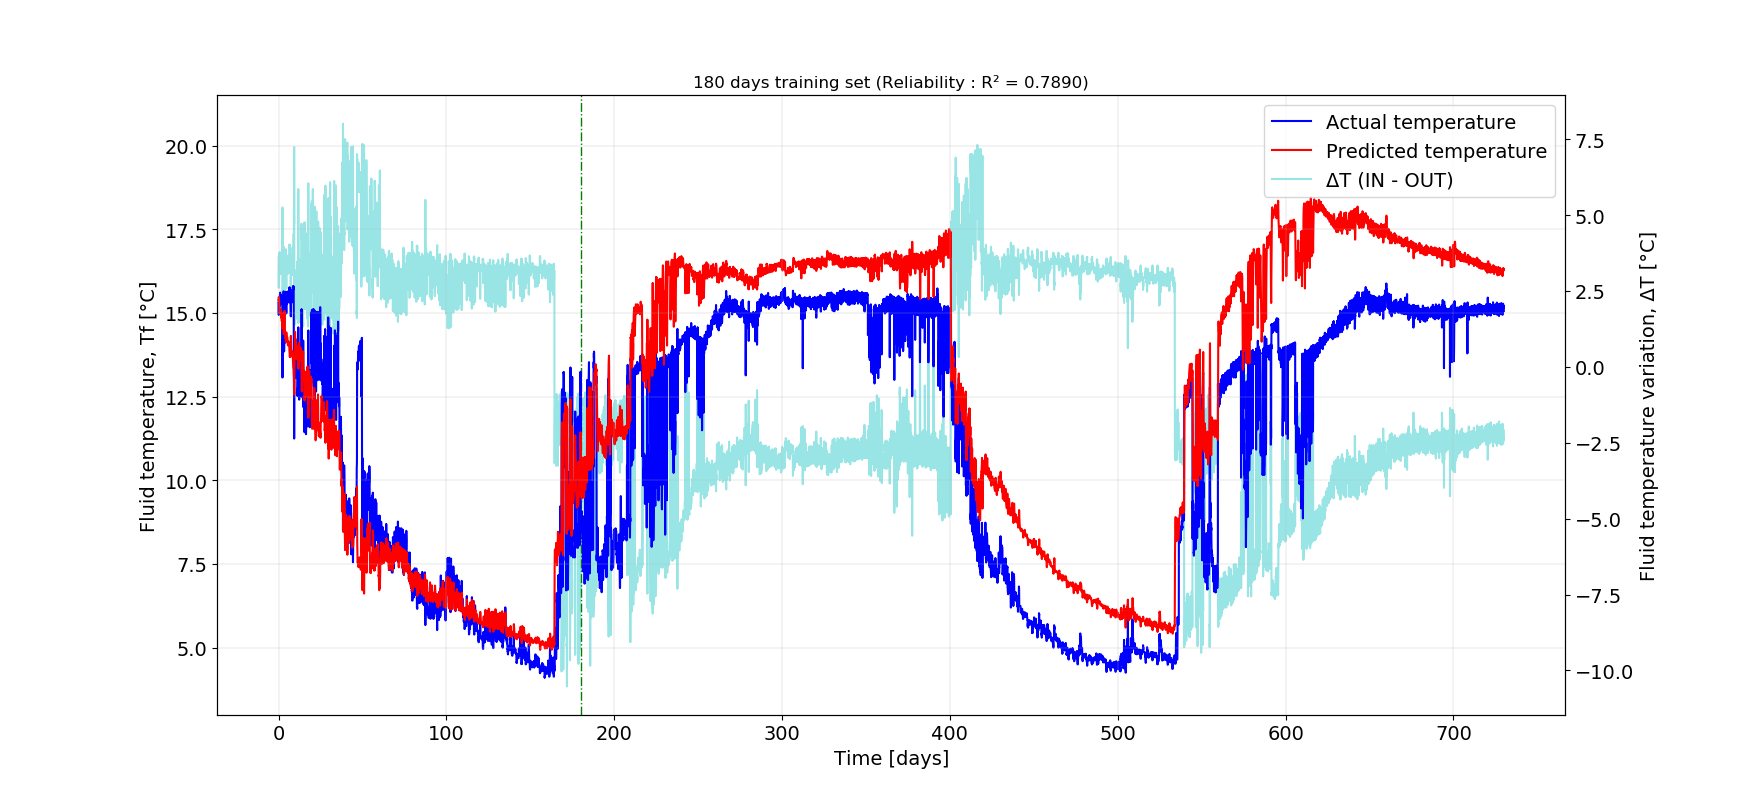 180 days training set (Reliability : R² = 0.7890)
Actual temperature
Predicted temperature
ΔT (IN - OUT)
Fluid temperature, Tf [°C]
20.0
17.5
15.0
12.5
10.0
7.5
5.0
Fluid temperature variation, ΔT [°C]
7.5
5.0
2.5
0.0
−2.5
−5.0
−7.5
−10.0
0 100 200 300 400 500 600 700
Time [days]